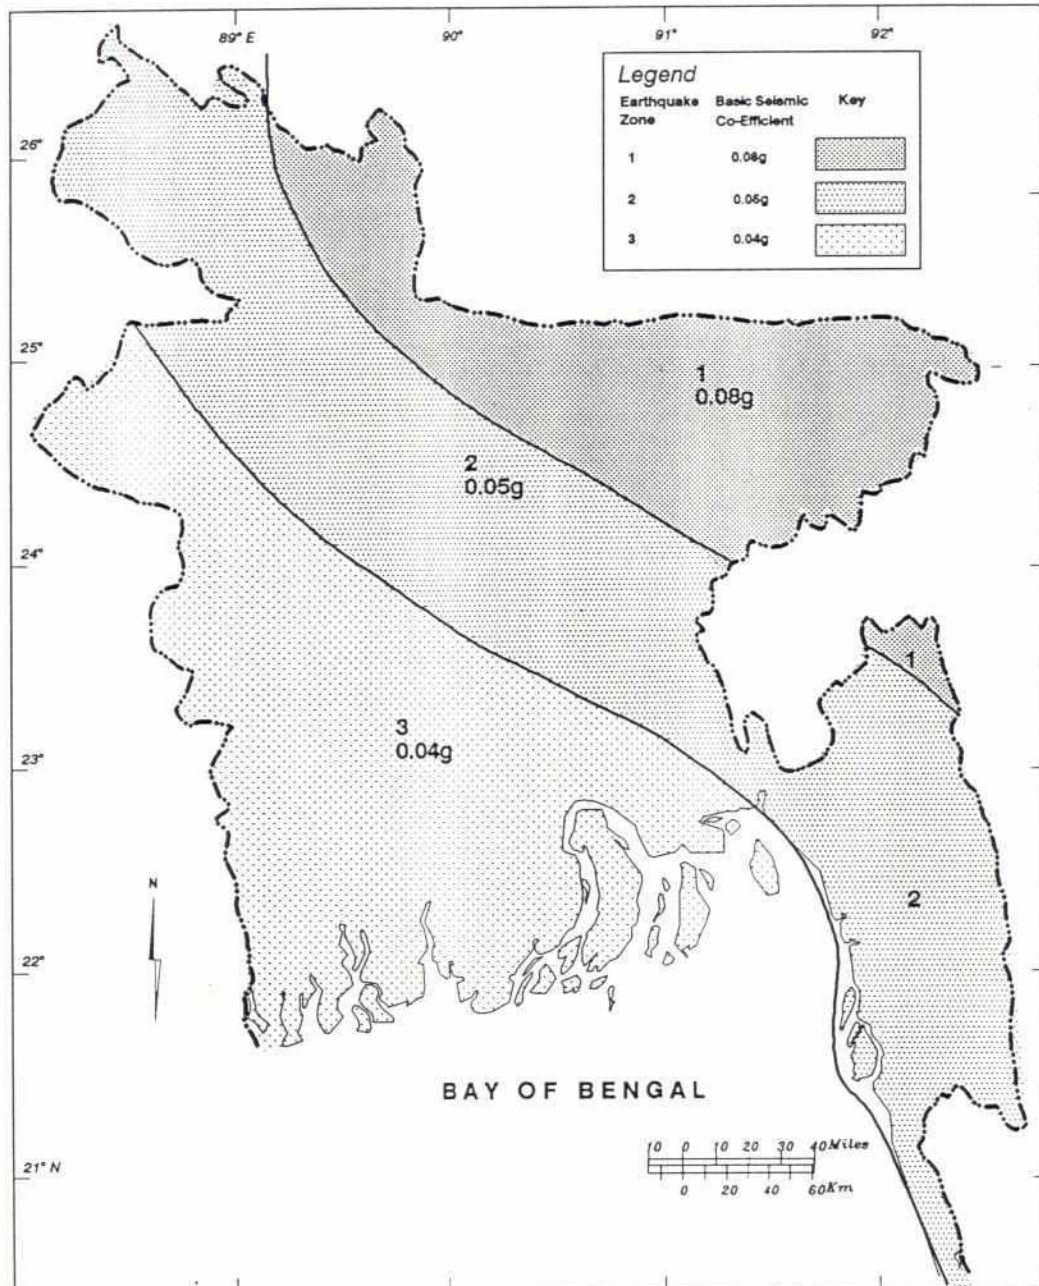 89° E 90° 91° 92°
Legend
Earthquake Zone Basic Seismic Co-Efficient Key
1 0.08g
2 0.05g
3 0.04g
26°
25°
1
0.08g
2
0.05g
24°
1
3
0.04g
23°
2
N
22°
BAY OF BENGAL
10 0 10 20 30 40 Miles
0 20 40 60 Km
21° N